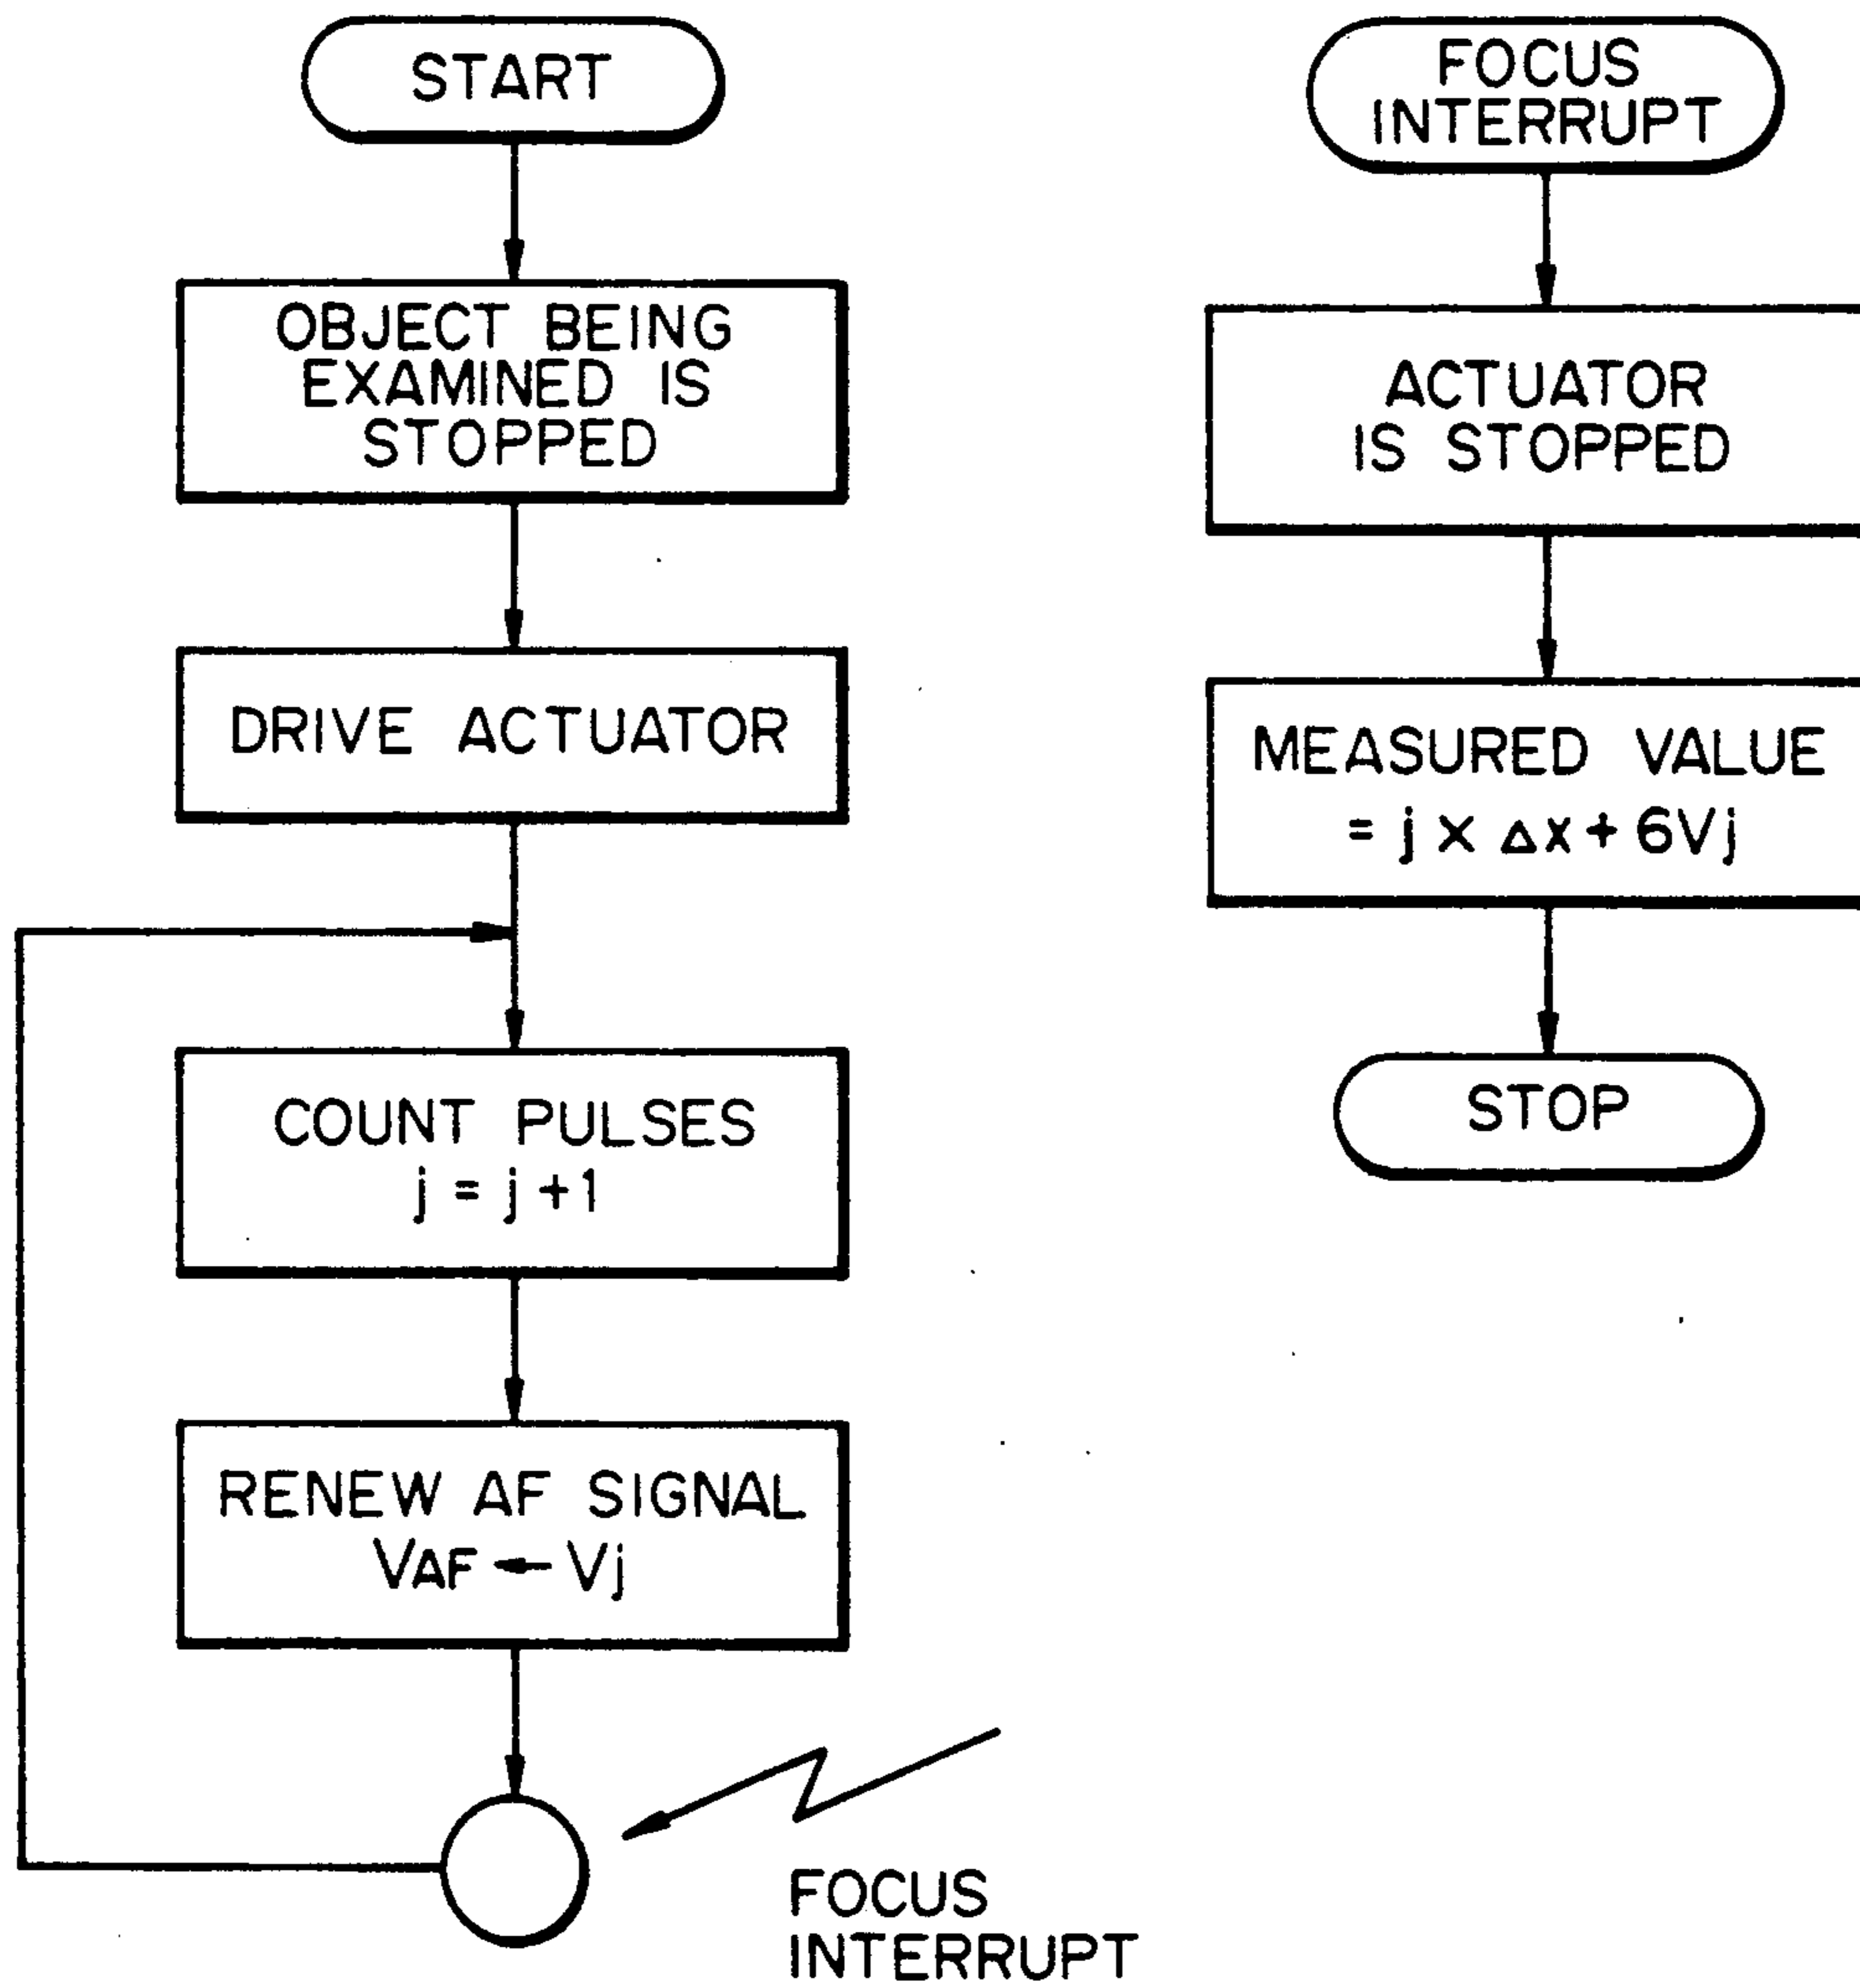 START
OBJECT BEING
EXAMINED IS
STOPPED
DRIVE ACTUATOR
COUNT PULSES
j = j +1
RENEW AF SIGNAL
VAF ← Vj
FOCUS
INTERRUPT
FOCUS
INTERRUPT
ACTUATOR
IS STOPPED
MEASURED VALUE
= j × Δx + 6Vj
STOP